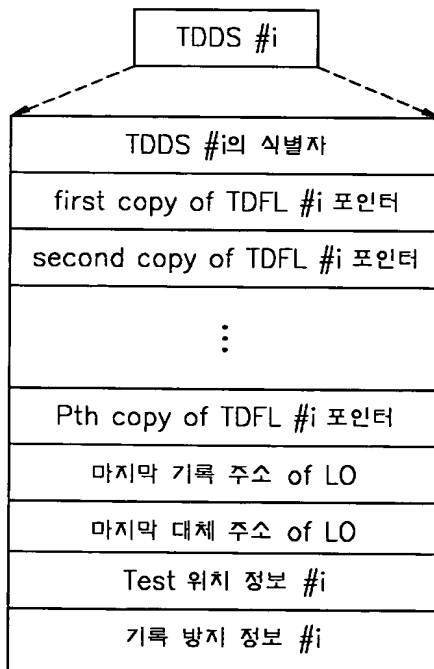 TDDS #i
TDDS #i의 식별자
first copy of TDFL #i 포인터
second copy of TDFL #i 포인터
⋮
Pth copy of TDFL #i 포인터
마지막 기록 주소 of L0
마지막 대체 주소 of L0
Test 위치 정보 #i
기록 방지 정보 #i